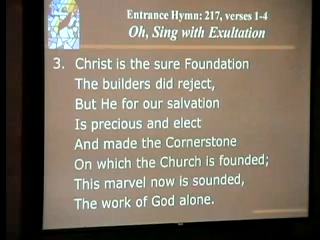 Entrance Hymn: 217, verses 1-4
Oh, Sing with Exultation
3. Christ is the sure Foundation
The builders did reject,
But He for our salvation
Is precious and elect
And made the Cornerstone
On which the Church is founded;
This marvel now is sounded,
The work of God alone.